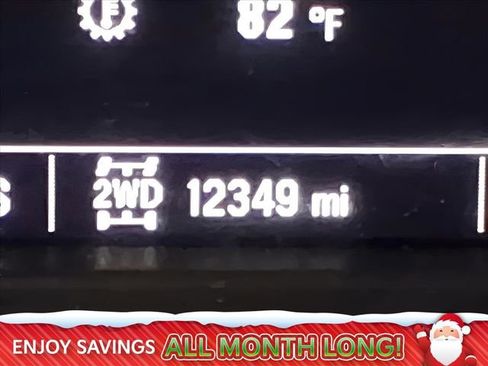 82 °F
2WD 12349 mi
ENJOY SAVINGS ALL MONTH LONG!